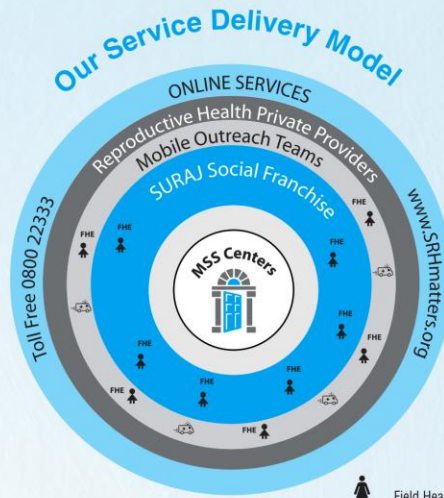 Our Service Delivery Model
ONLINE SERVICES
Toll Free 0800 22333
www.SRHmatters.org
Reproductive Health Private Providers
Mobile Outreach Teams
SURAJ Social Franchise
MSS Centers
FHE
FHE
FHE
FHE
FHE
FHE
FHE
FHE
FHE
FHE
Field Hea